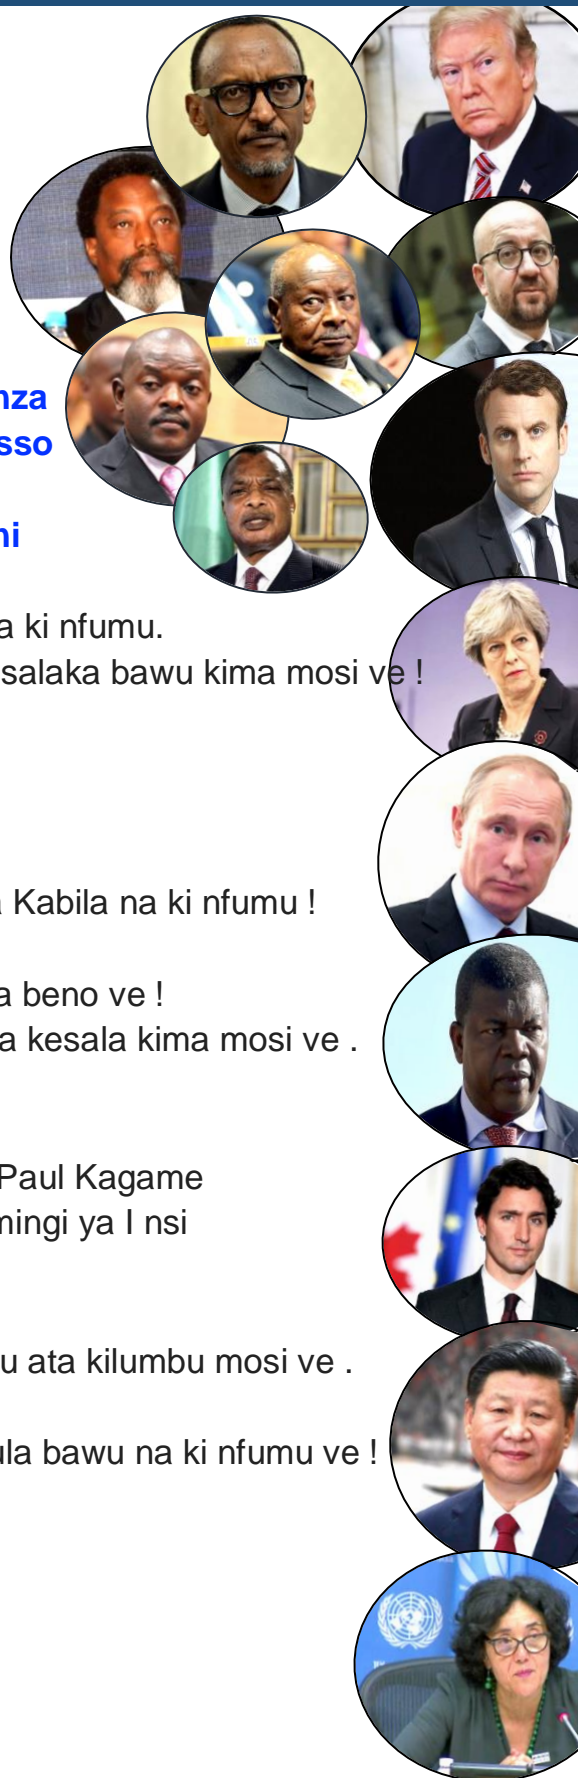 nza
sso
ni
a ki nfumu.
salaka bawu kima mosi ve !
a Kabila na ki nfumu !
a beno ve !
a kesala kima mosi ve .
Paul Kagame
mingi ya I nsi
u ata kilumbu mosi ve .
ula bawu na ki nfumu ve !